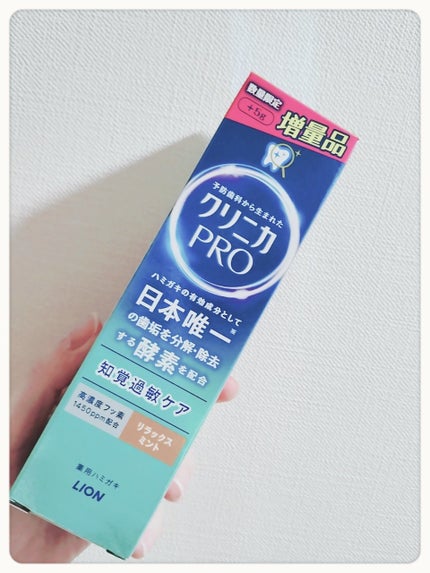 数量限定
+5g
増量品
予防歯科から生まれた
クリニカ
PRO
ハミガキの有効成分として
日本唯一※
の歯垢を分解・除去
する酵素を配合
知覚過敏ケア
高濃度フッ素
1450ppm配合
リラックス
ミント
薬用ハミガキ
LION